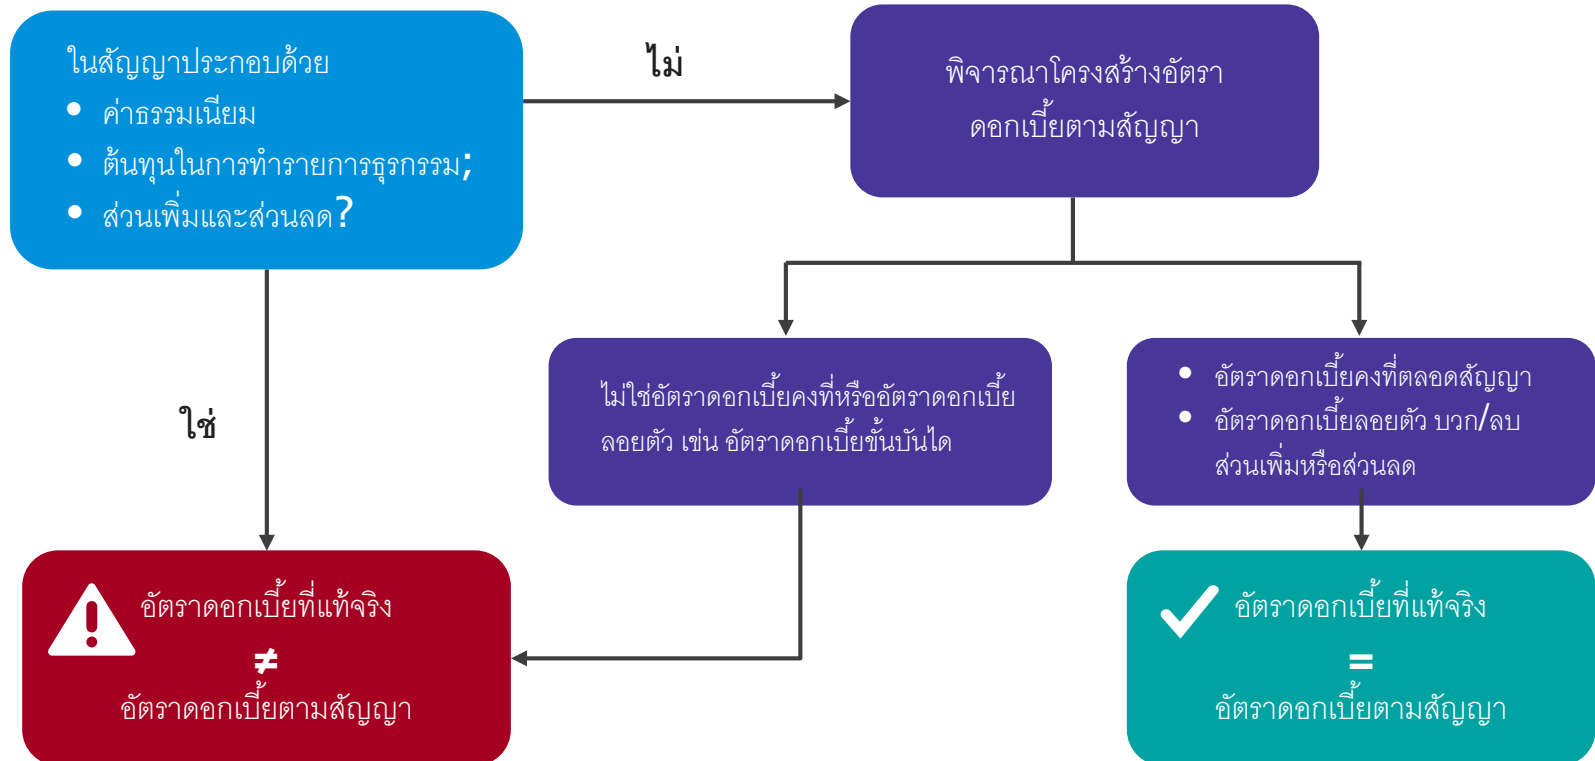 ในสัญญาประกอบด้วย
• ค่าธรรมเนียม
• ต้นทุนในการทำรายการธุรกรรม;
• ส่วนเพิ่มและส่วนลด?
ไม่
พิจารณาโครงสร้างอัตรา
ดอกเบี้ยตามสัญญา
ใช่
ไม่ใช่อัตราดอกเบี้ยคงที่หรืออัตราดอกเบี้ย
ลอยตัว เช่น อัตราดอกเบี้ยขั้นบันได
• อัตราดอกเบี้ยคงที่ตลอดสัญญา
• อัตราดอกเบี้ยลอยตัว บวก/ลบ
ส่วนเพิ่มหรือส่วนลด
อัตราดอกเบี้ยที่แท้จริง
≠
อัตราดอกเบี้ยตามสัญญา
อัตราดอกเบี้ยที่แท้จริง
=
อัตราดอกเบี้ยตามสัญญา